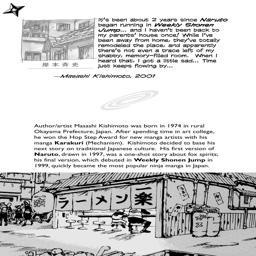 It's been about 2 years since Naruto
began running in Weekly Shonen
Jump... and I haven't been back to
my parents' house once! While I've
been away from home, they've totally
remodeled the place, and apparently
there's not even a trace left of my
shabby, memory-filled room. When I
heard that, I got a little sad... Time
just keeps flowing by...
岸本斉史
—Masashi Kishimoto, 2001
Author/artist Masashi Kishimoto was born in 1974 in rural
Okayama Prefecture, Japan. After spending time in art college,
he won the Hop Step Award for new manga artists with his
manga Karakuri (Mechanism). Kishimoto decided to base his
next story on traditional Japanese culture. His first version of
Naruto, drawn in 1997, was a one-shot story about fox spirits;
his final version, which debuted in Weekly Shonen Jump in
1999, quickly became the most popular ninja manga in Japan.
ラーメン楽